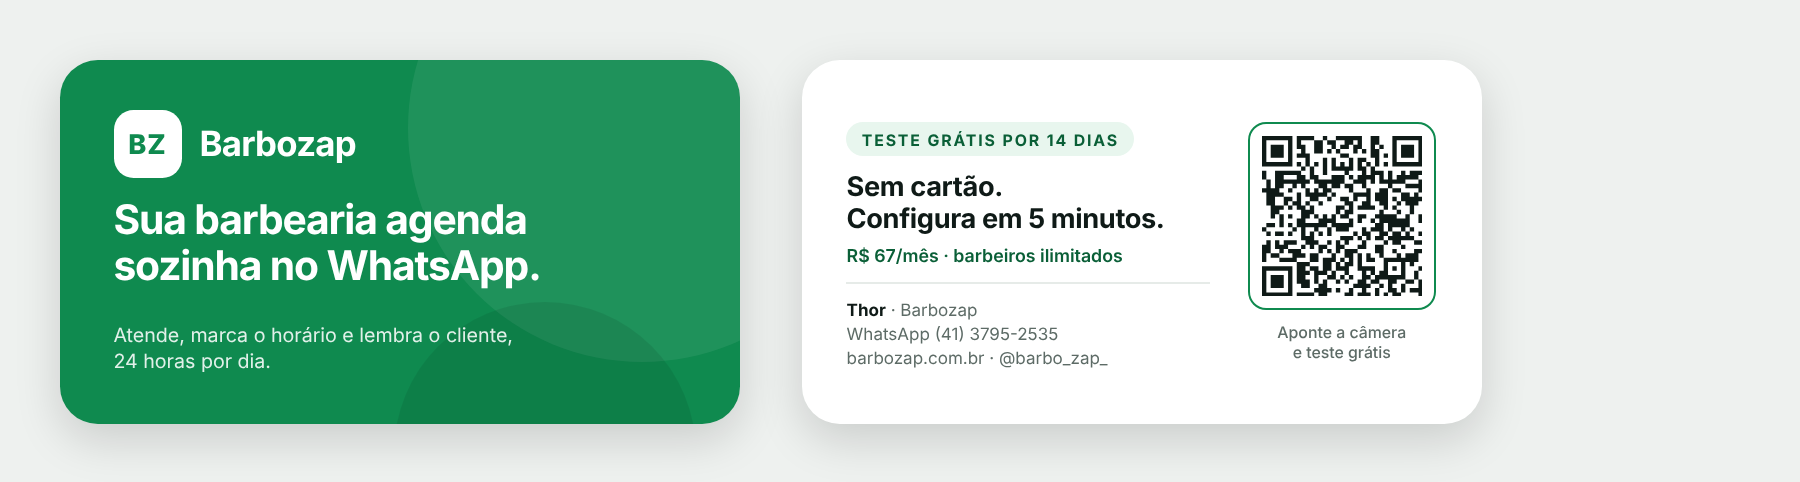 BZ
Barbozap
Sua barbearia agenda
sozinha no WhatsApp.
Atende, marca o horário e lembra o cliente,
24 horas por dia.
TESTE GRÁTIS POR 14 DIAS
Sem cartão.
Configura em 5 minutos.
R$ 67/mês · barbeiros ilimitados
Thor · Barbozap
WhatsApp (41) 3795-2535
barbozap.com.br · @barbo_zap_
Aponte a câmera
e teste grátis